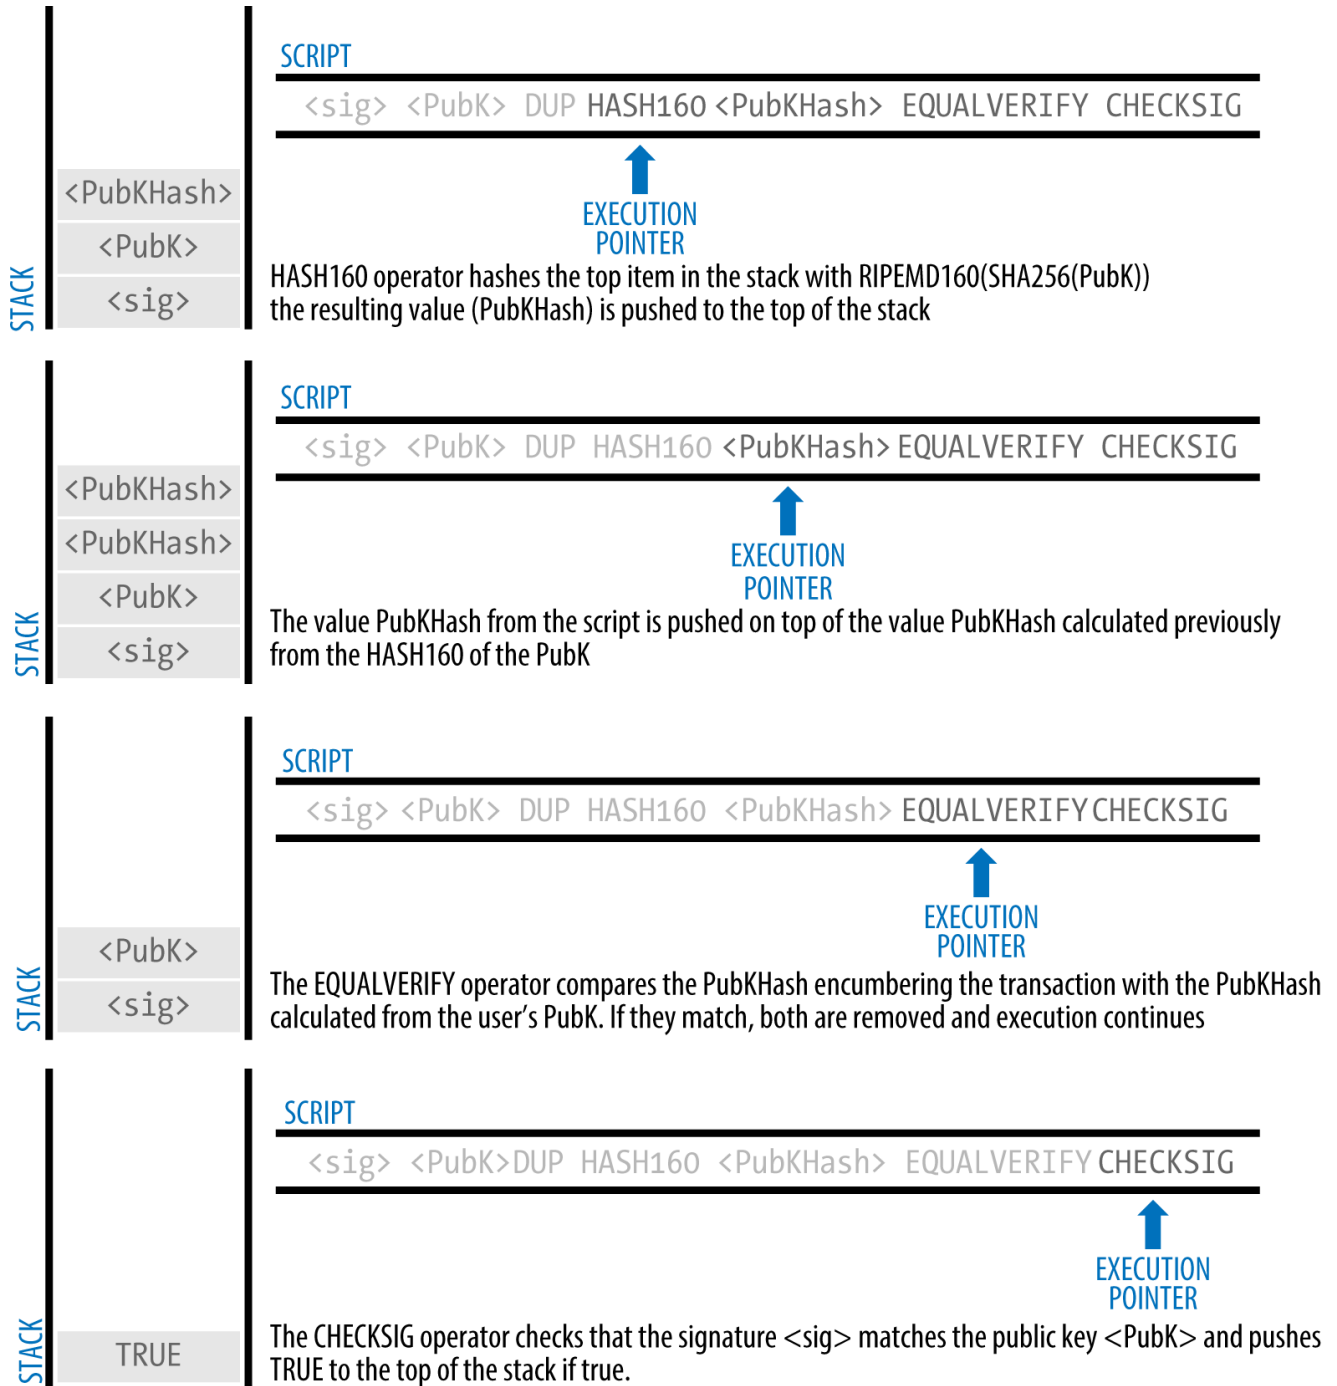 SCRIPT
<sig> <PubK> DUP HASH160 <PubKHash> EQUALVERIFY CHECKSIG
<PubKHash>
<PubK>
<sig>
STACK
EXECUTION
POINTER
HASH160 operator hashes the top item in the stack with RIPEMD160(SHA256(PubK))
the resulting value (PubKHash) is pushed to the top of the stack
SCRIPT
<sig> <PubK> DUP HASH160 <PubKHash> EQUALVERIFY CHECKSIG
<PubKHash>
<PubKHash>
<PubK>
<sig>
STACK
EXECUTION
POINTER
The value PubKHash from the script is pushed on top of the value PubKHash calculated previously
from the HASH160 of the PubK
SCRIPT
<sig> <PubK> DUP HASH160 <PubKHash> EQUALVERIFY CHECKSIG
<PubK>
<sig>
STACK
EXECUTION
POINTER
The EQUALVERIFY operator compares the PubKHash encumbering the transaction with the PubKHash
calculated from the user's PubK. If they match, both are removed and execution continues
SCRIPT
<sig> <PubK> DUP HASH160 <PubKHash> EQUALVERIFY CHECKSIG
TRUE
STACK
EXECUTION
POINTER
The CHECKSIG operator checks that the signature <sig> matches the public key <PubK> and pushes
TRUE to the top of the stack if true.